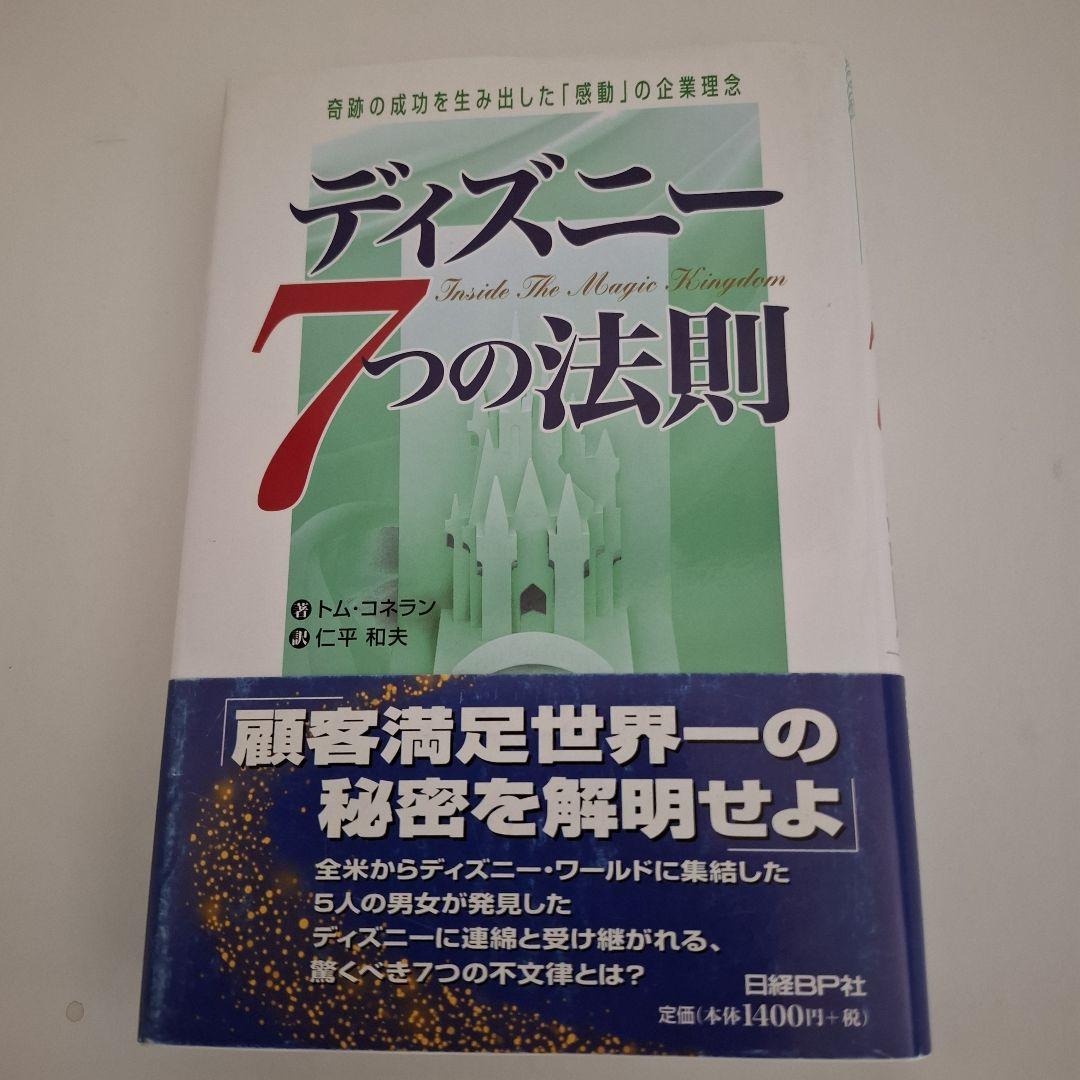 奇跡の成功を生み出した「感動」の企業理念
ディズニー
Inside The Magic Kingdom
7つの法則
著 トム・コネラン
訳 仁平 和夫
「顧客満足世界一の
秘密を解明せよ」
全米からディズニー・ワールドに集結した
5人の男女が発見した
ディズニーに連綿と受け継がれる、
驚くべき7つの不文律とは?
日経BP社
定価(本体1400円+税)